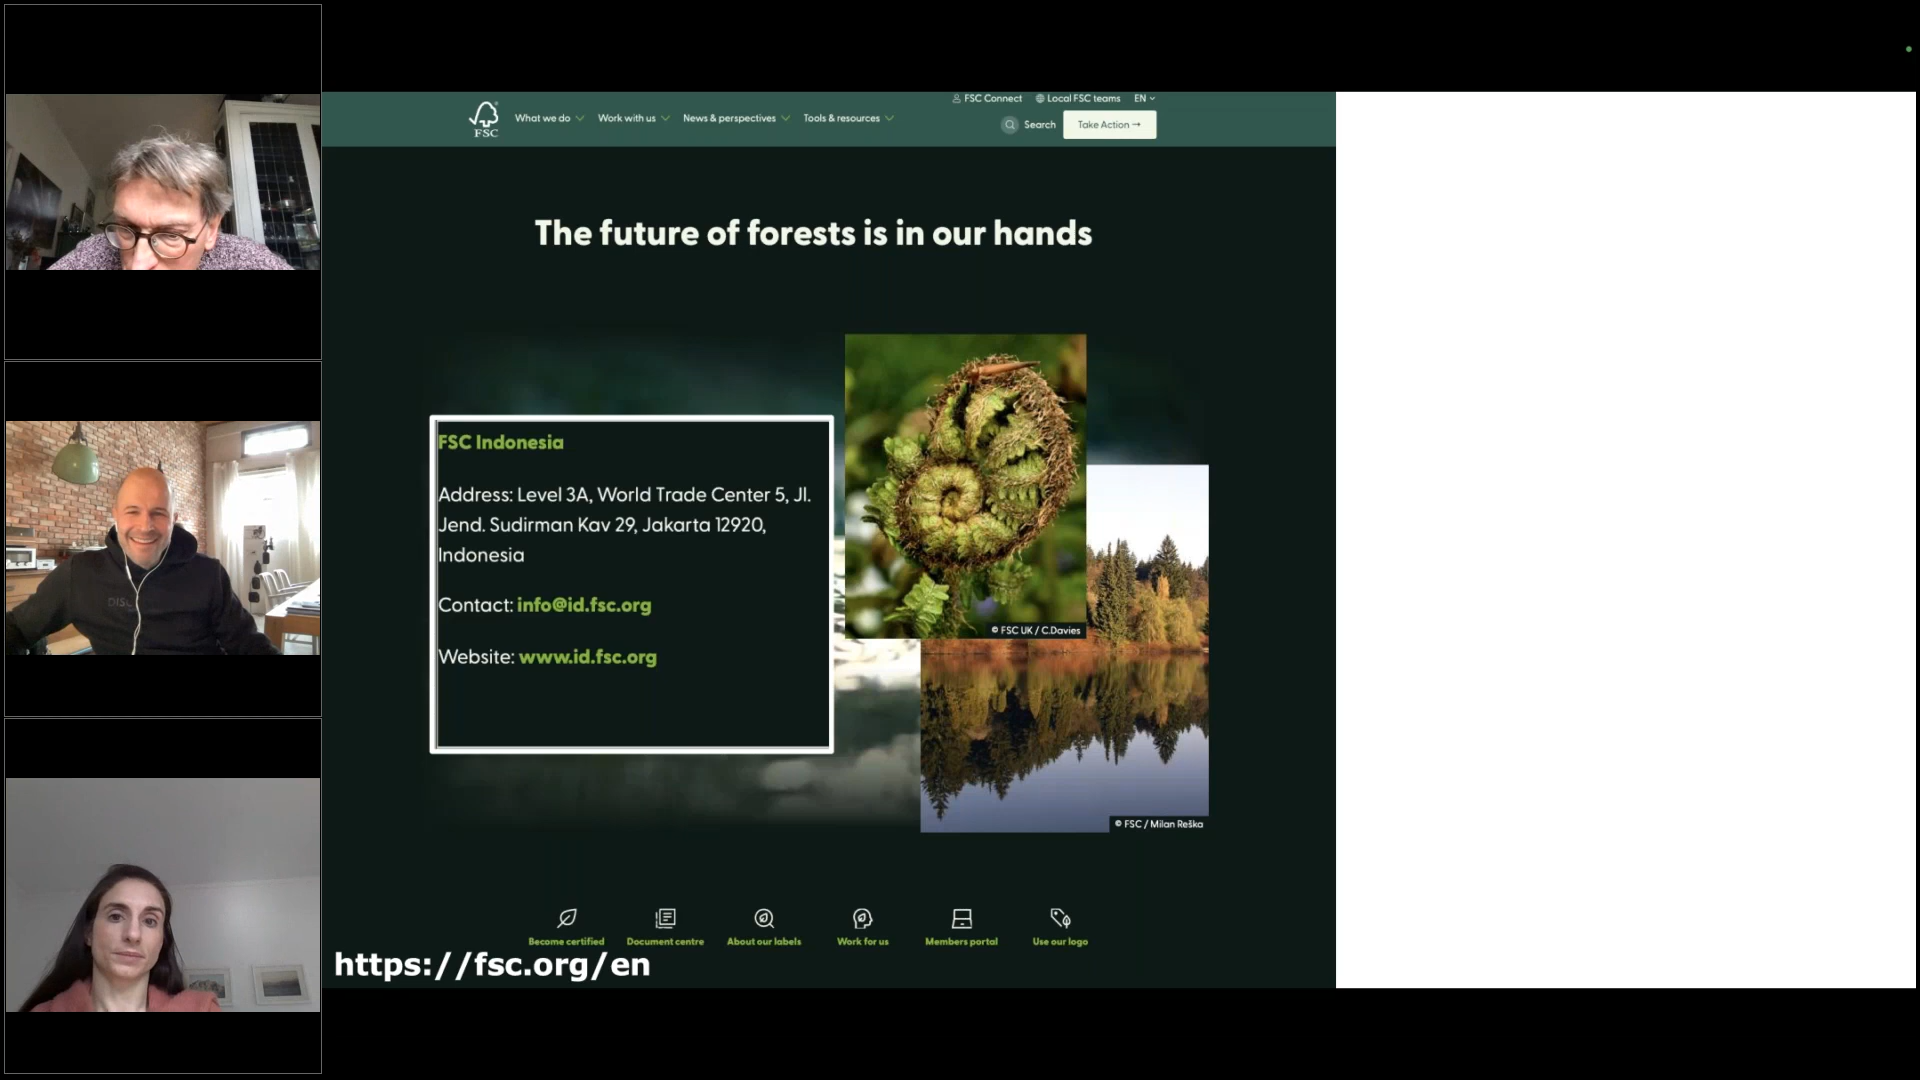 FSC Connect Local FSC teams EN
FSC
What we do Work with us News & perspectives Tools & resources
Search Take Action →
The future of forests is in our hands
FSC Indonesia
Address: Level 3A, World Trade Center 5, Jl.
Jend. Sudirman Kav 29, Jakarta 12920,
Indonesia
Contact: info@id.fsc.org
Website: www.id.fsc.org
© FSC UK / C.Davies
© FSC / Milan Reška
Become certified Document centre About our labels Work for us Members portal Use our logo
https://fsc.org/en